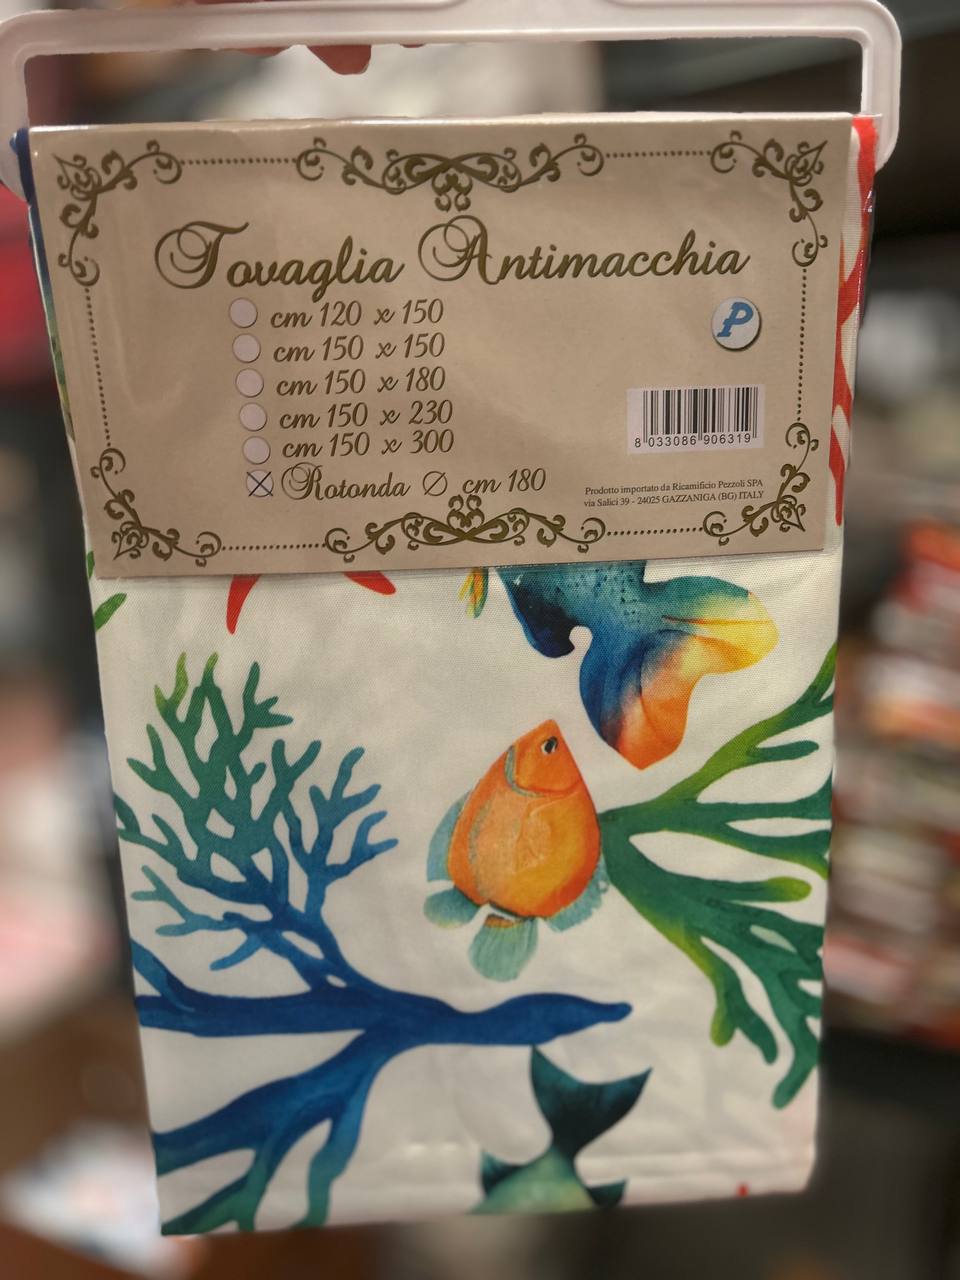 Tovaglia Antimacchia
cm 120 x 150
cm 150 x 150
cm 150 x 180
cm 150 x 230
cm 150 x 300
Rotonda Ø cm 180
P
8 033086 906319
Prodotto importato da Ricamificio Pezzoli SPA
via Salici 39 - 24025 GAZZANIGA (BG) ITALY